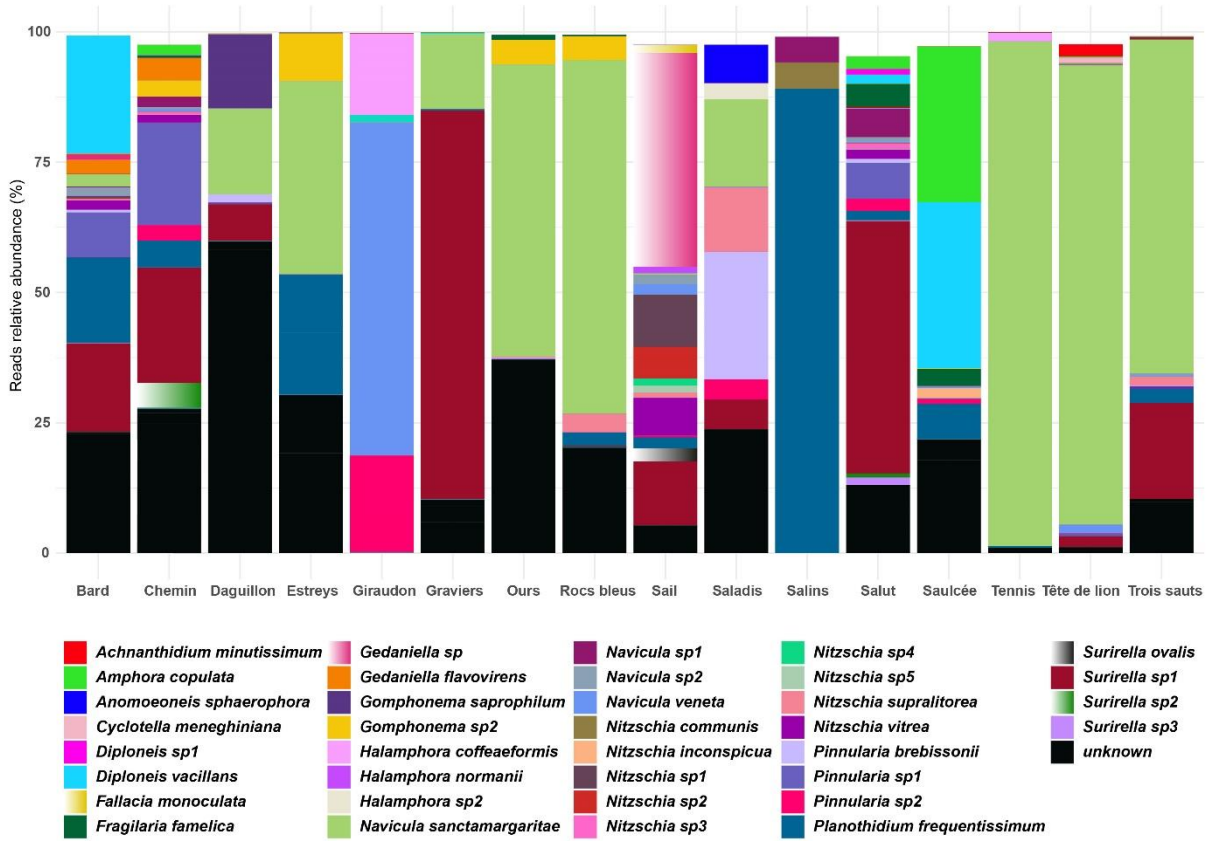 Reads relative abundance (%)
100
75
50
25
0
Bard Chemin Daguillon Estreys Giraudon Graviers Ours Rocs bleus Sail Saladis Salins Salut Saulcée Tennis Tête de lion Trois sauts
Achnanthidium minutissimum Gedaniella sp Navicula sp1 Nitzschia sp4 Surirella ovalis
Amphora copulata Gedaniella flavovirens Navicula sp2 Nitzschia sp5 Surirella sp1
Anomoeoneis sphaerophora Gomphonema saprophilum Navicula veneta Nitzschia supralitorea Surirella sp2
Cyclotella meneghiniana Gomphonema sp2 Nitzschia communis Nitzschia vitrea Surirella sp3
Diploneis sp1 Halamphora coffeaeformis Nitzschia inconspicua Pinnularia brebissonii unknown
Diploneis vacillans Halamphora normanii Nitzschia sp1 Pinnularia sp1
Fallacia monoculata Halamphora sp2 Nitzschia sp2 Pinnularia sp2
Fragilaria famelica Navicula sanctamargaritae Nitzschia sp3 Planothidium frequentissimum